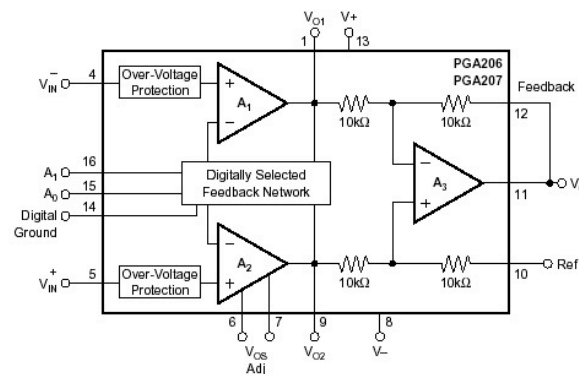 VO1 V+
1 13
PGA206
PGA207
VIN− 4 Over-Voltage Protection
+ A1 −
10kΩ 10kΩ
12 Feedback
A1 16
A0 15
Digital Ground 14
Digitally Selected Feedback Network
− A3 +
11
VIN+ 5 Over-Voltage Protection
− A2 +
10kΩ 10kΩ
10 Ref
6 7 9 8
VOS Adj VO2 V−